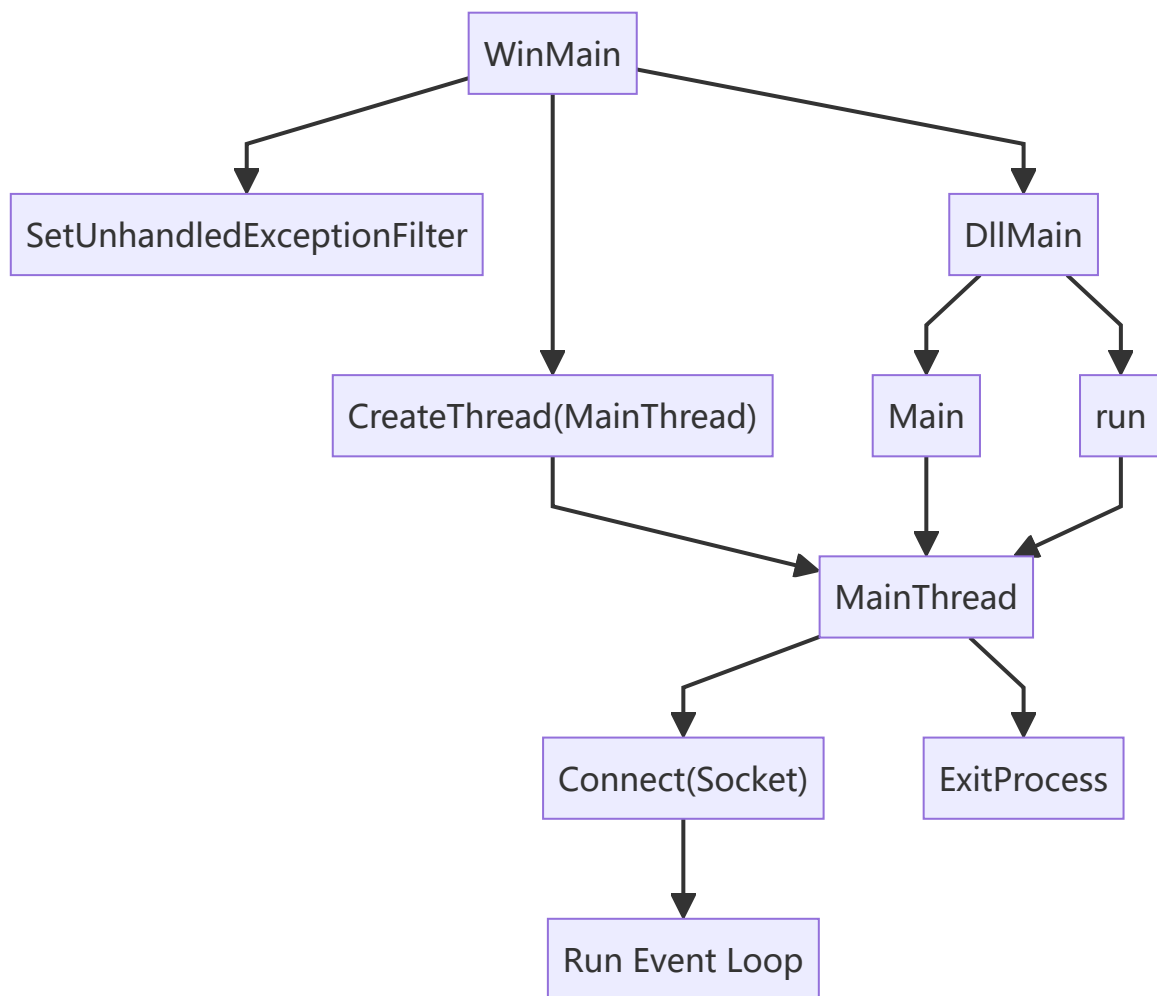 WinMain
SetUnhandledExceptionFilter
DllMain
CreateThread(MainThread)
Main
run
MainThread
Connect(Socket)
ExitProcess
Run Event Loop